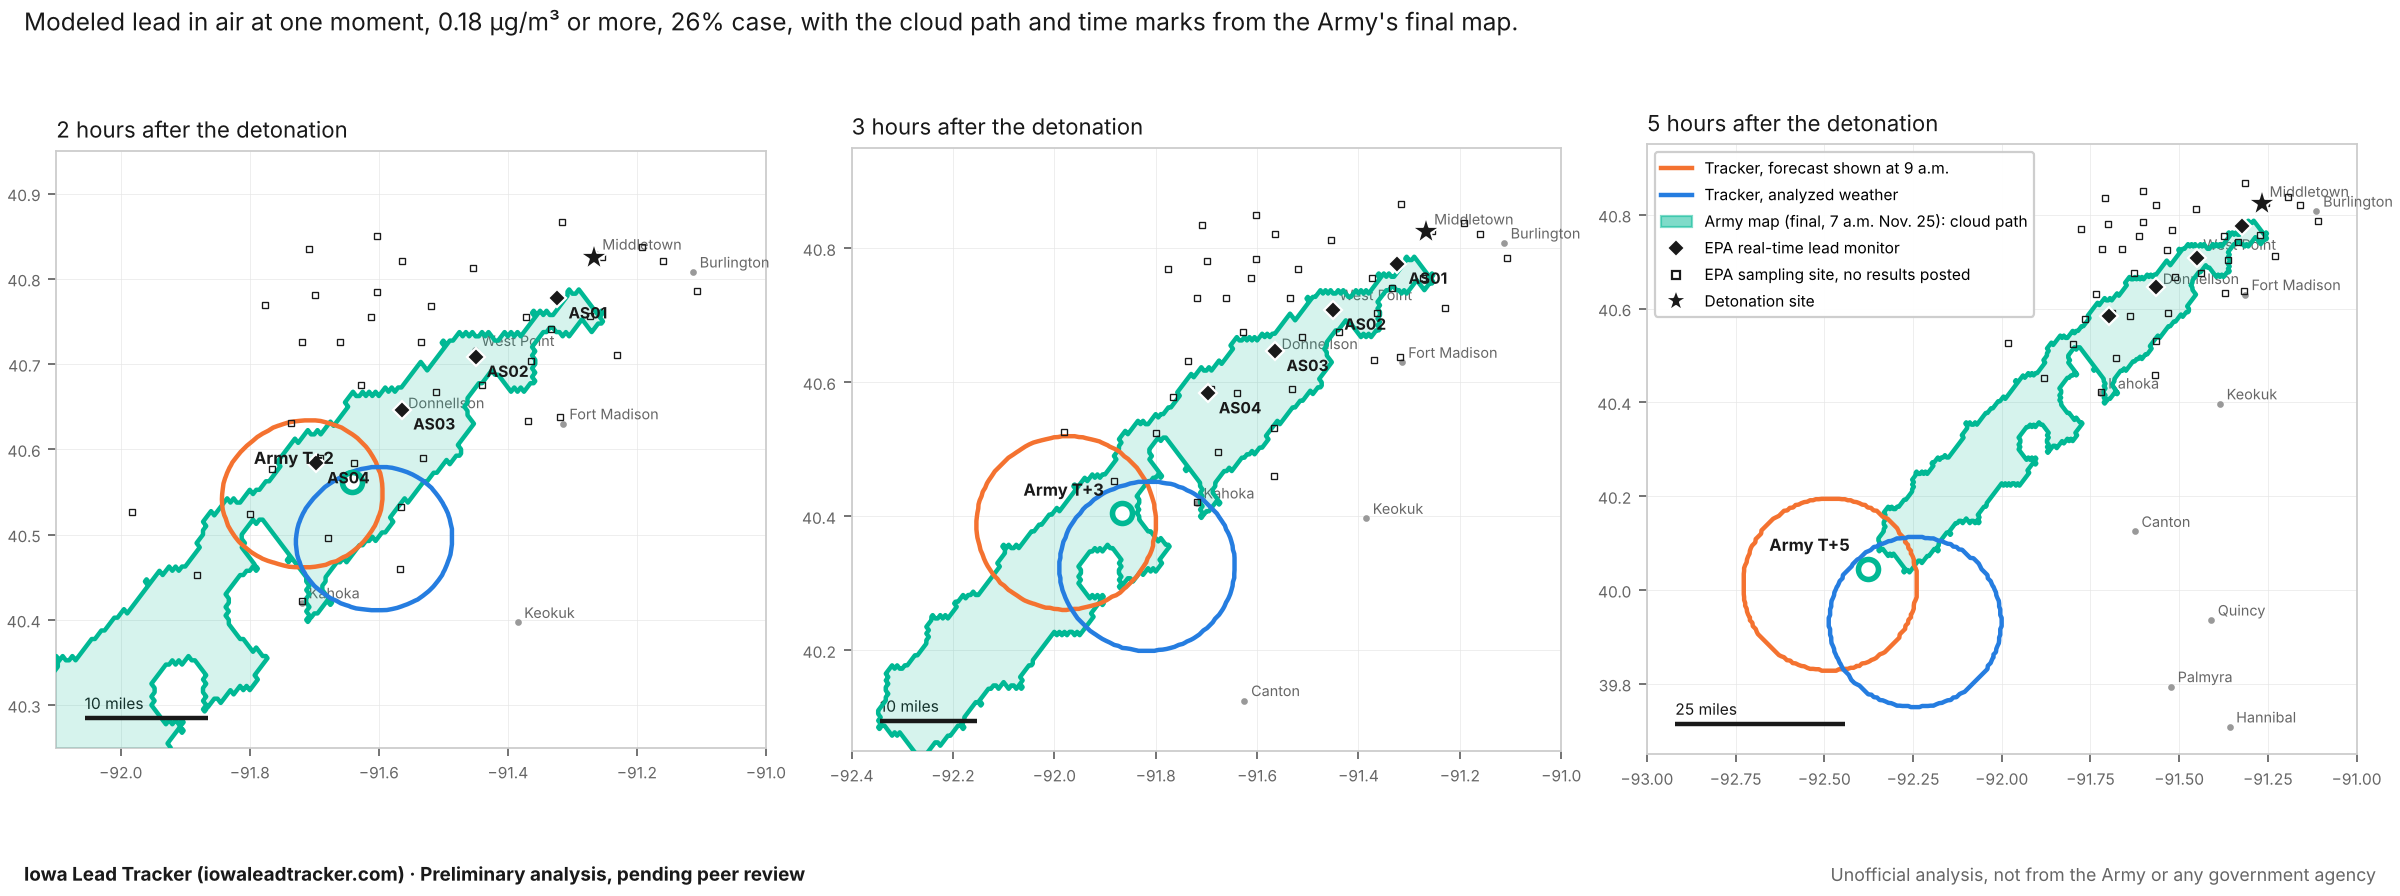 Modeled lead in air at one moment, 0.18 µg/m³ or more, 26% case, with the cloud path and time marks from the Army's final map.
2 hours after the detonation
40.9
40.8
40.7
40.6
40.5
40.4
40.3
−92.0
−91.8
−91.6
−91.4
−91.2
−91.0
Middletown
Burlington
AS01
West Point
AS02
Donnellson
AS03
Fort Madison
Army T+2
AS04
Kahoka
Keokuk
10 miles
3 hours after the detonation
40.8
40.6
40.4
40.2
−92.4
−92.2
−92.0
−91.8
−91.6
−91.4
−91.2
−91.0
Middletown
Burlington
AS01
West Point
AS02
Donnellson
AS03
Fort Madison
AS04
Army T+3
Kahoka
Keokuk
Canton
10 miles
5 hours after the detonation
Tracker, forecast shown at 9 a.m.
Tracker, analyzed weather
Army map (final, 7 a.m. Nov. 25): cloud path
EPA real-time lead monitor
EPA sampling site, no results posted
Detonation site
40.8
40.6
40.4
40.2
40.0
39.8
−93.00
−92.75
−92.50
−92.25
−92.00
−91.75
−91.50
−91.25
−91.00
Middletown
Burlington
West Point
Donnellson
Fort Madison
Kahoka
Keokuk
Canton
Army T+5
Quincy
Palmyra
Hannibal
25 miles
Iowa Lead Tracker (iowaleadtracker.com) · Preliminary analysis, pending peer review
Unofficial analysis, not from the Army or any government agency